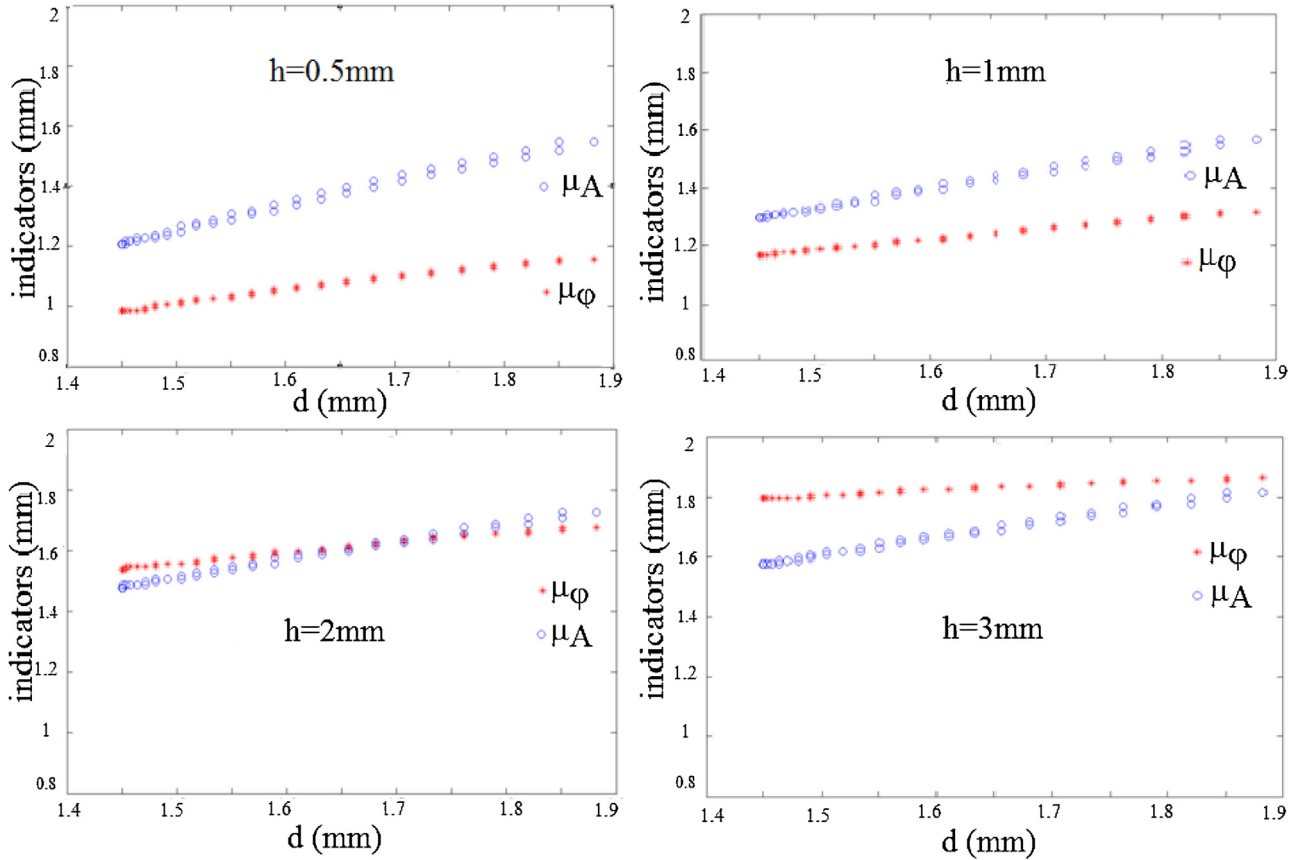 2
1.8
1.6
1.4
1.2
1
0.8
indicators (mm)
h=0.5mm
μA
μφ
1.4 1.5 1.6 1.7 1.8 1.9
d (mm)
2
1.8
1.6
1.4
1.2
1
0.8
indicators (mm)
h=1mm
μA
μφ
1.4 1.5 1.6 1.7 1.8 1.9
d (mm)
2
1.8
1.6
1.4
1.2
1
0.8
indicators (mm)
μφ
μA
h=2mm
1.4 1.5 1.6 1.7 1.8 1.9
d (mm)
2
1.8
1.6
1.4
1.2
1
0.8
indicators (mm)
μφ
μA
h=3mm
1.4 1.5 1.6 1.7 1.8 1.9
d (mm)